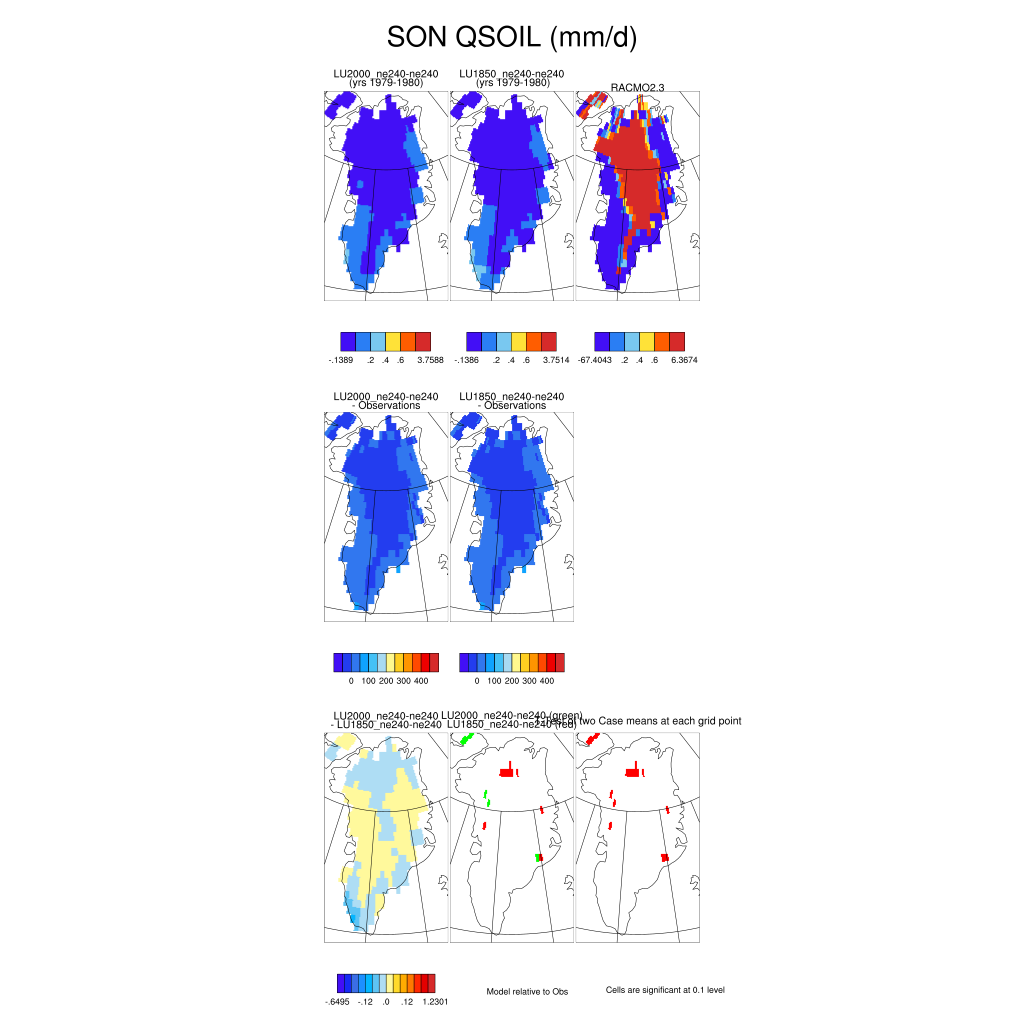 SON QSOIL (mm/d)
LU2000_ne240-ne240
(yrs 1979-1980)
LU1850_ne240-ne240
(yrs 1979-1980)
RACMO2.3
-.1389 .2 .4 .6 3.7588
-.1386 .2 .4 .6 3.7514
-67.4043 .2 .4 .6 6.3674
LU2000_ne240-ne240
- Observations
LU1850_ne240-ne240
- Observations
0 100 200 300 400
0 100 200 300 400
LU2000_ne240-ne240
- LU1850_ne240-ne240
LU2000_ne240-ne240 (green)
LU1850_ne240-ne240 (red)
of two Case means at each grid point
-.6495 -.12 .0 .12 1.2301
Model relative to Obs
Cells are significant at 0.1 level